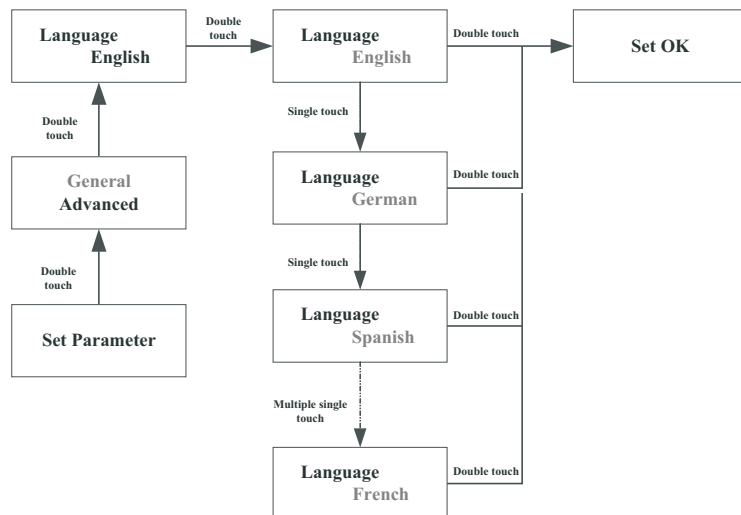 Language
English
Double
touch
Language
English
Double touch
Set OK
Double
touch
Single touch
General
Advanced
Language
German
Double touch
Double
touch
Single touch
Set Parameter
Language
Spanish
Double touch
Multiple single
touch
Language
French
Double touch